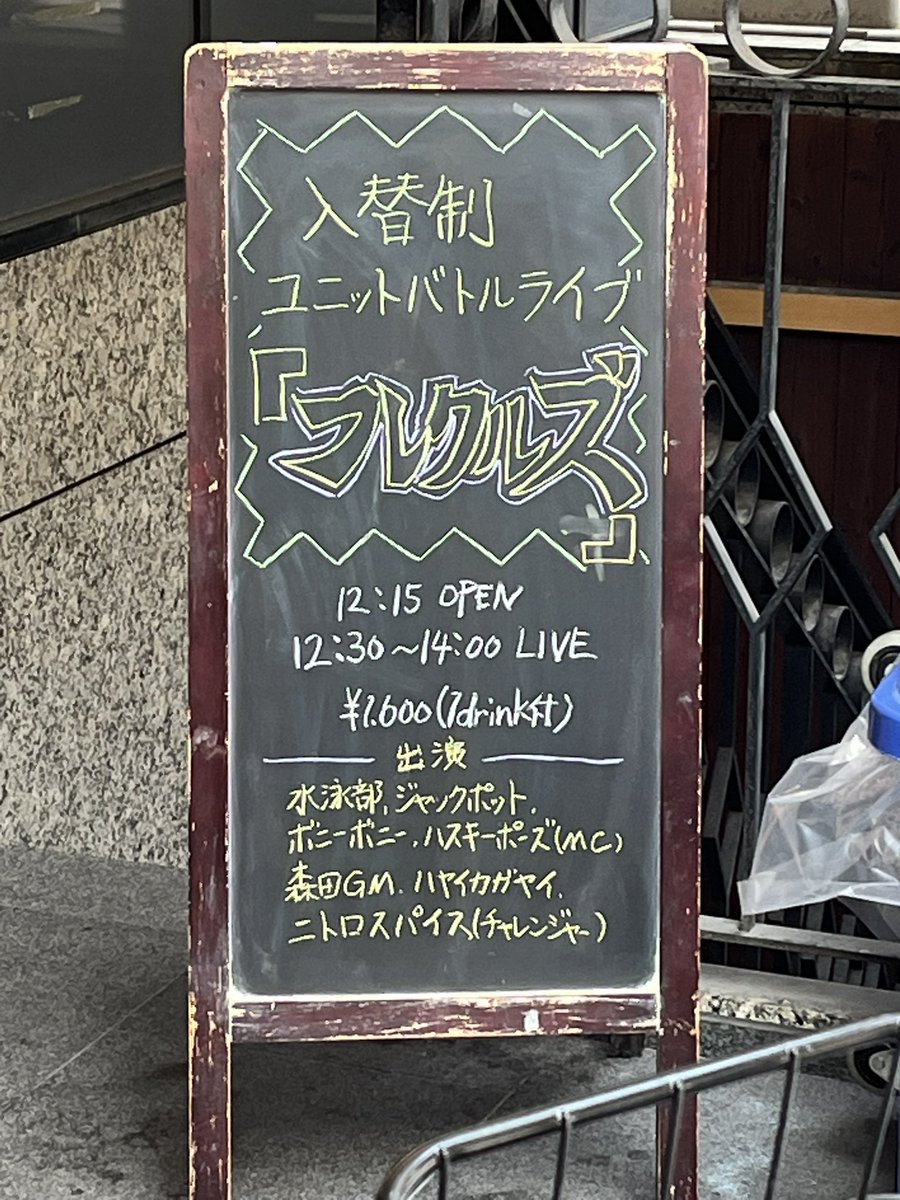 入替制
ユニットバトルライブ
『フルクルズ』
12:15 OPEN
12:30〜14:00 LIVE
¥1.600(1drink付)
出演
水泳部,ジャックポット,
ボニーボニー,ハスキーポーズ(MC)
森田GM.ハヤイカガヤイ,
ニトロスパイス(チャレンジャー)